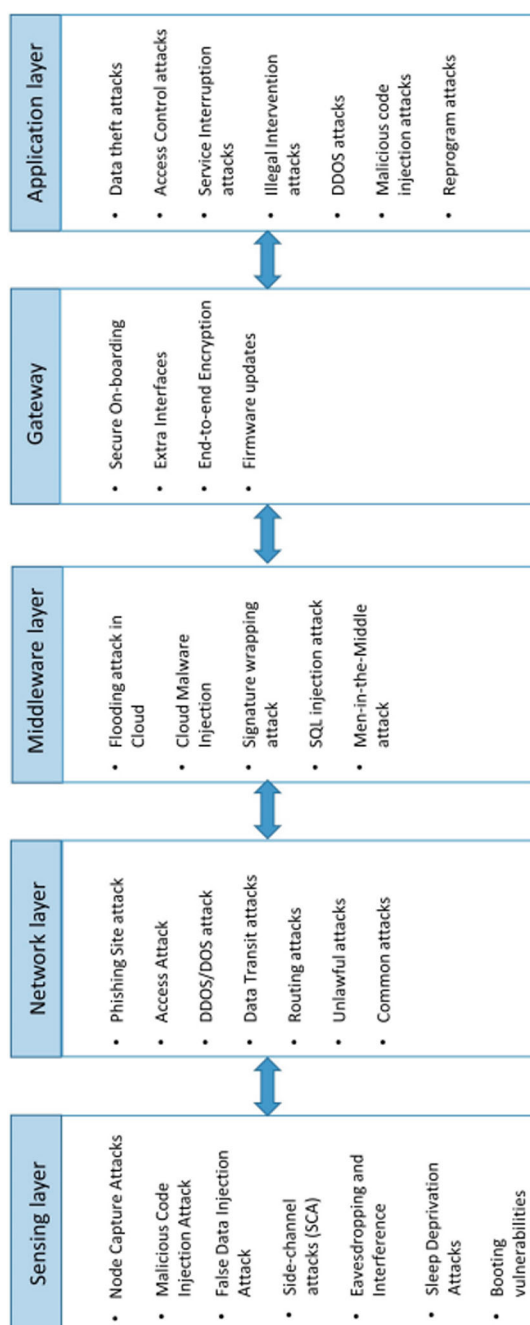 Sensing layer
• Node Capture Attacks
• Malicious Code
Injection Attack
• False Data Injection
Attack
• Side-channel
attacks (SCA)
• Eavesdropping and
Interference
• Sleep Deprivation
Attacks
• Booting
vulnerabilities
Network layer
• Phishing Site attack
• Access Attack
• DDOS/DOS attack
• Data Transit attacks
• Routing attacks
• Unlawful attacks
• Common attacks
Middleware layer
• Flooding attack in
Cloud
• Cloud Malware
Injection
• Signature wrapping
attack
• SQL injection attack
• Men-in-the-Middle
attack
Gateway
• Secure On-boarding
• Extra Interfaces
• End-to-end Encryption
• Firmware updates
Application layer
• Data theft attacks
• Access Control attacks
• Service Interruption
attacks
• Illegal Intervention
attacks
• DDOS attacks
• Malicious code
injection attacks
• Reprogram attacks